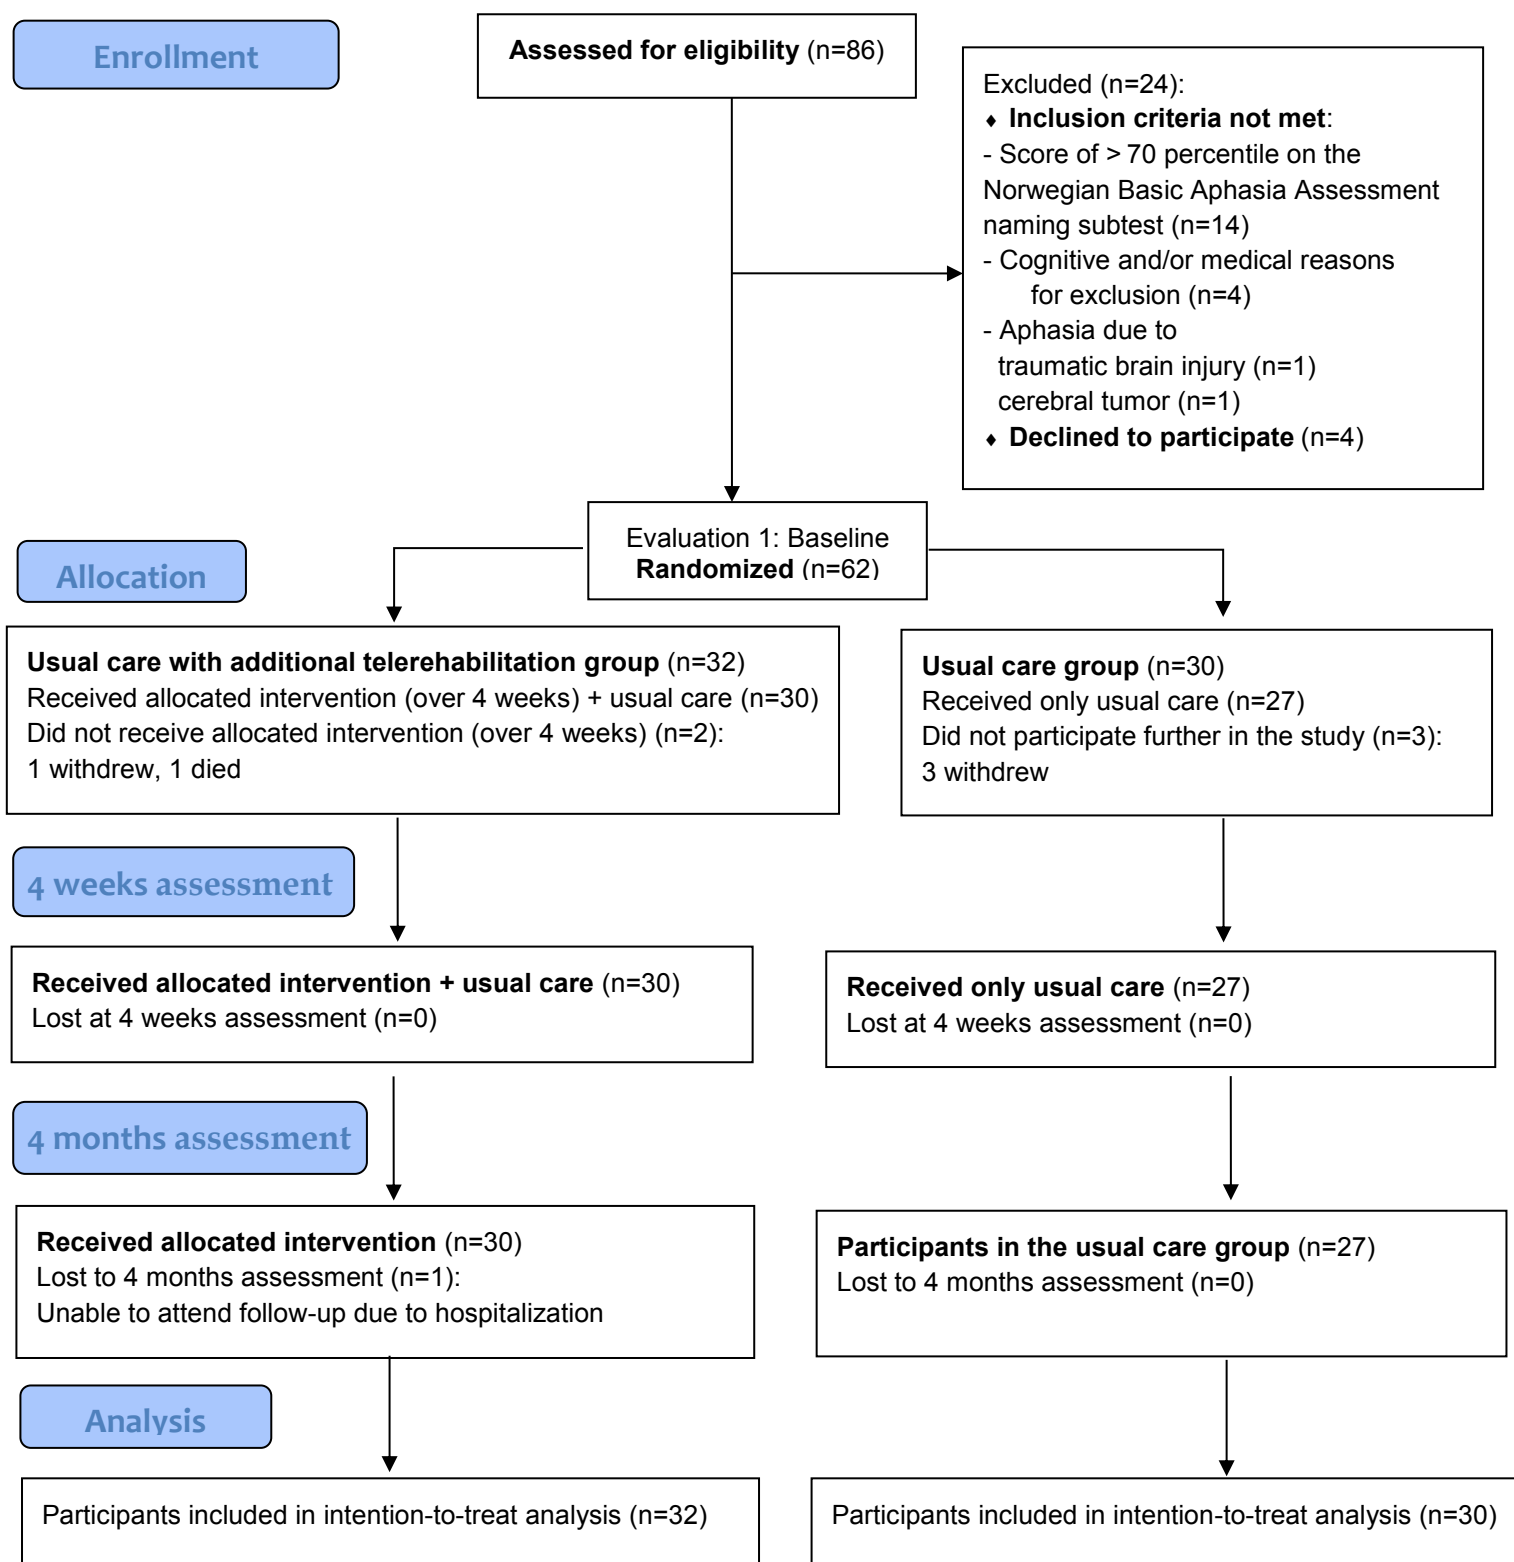 Enrollment
Assessed for eligibility (n=86)
Excluded (n=24):
♦ Inclusion criteria not met:
- Score of > 70 percentile on the
Norwegian Basic Aphasia Assessment
naming subtest (n=14)
- Cognitive and/or medical reasons
for exclusion (n=4)
- Aphasia due to
traumatic brain injury (n=1)
cerebral tumor (n=1)
♦ Declined to participate (n=4)
Evaluation 1: Baseline
Randomized (n=62)
Allocation
Usual care with additional telerehabilitation group (n=32)
Received allocated intervention (over 4 weeks) + usual care (n=30)
Did not receive allocated intervention (over 4 weeks) (n=2):
1 withdrew, 1 died
Usual care group (n=30)
Received only usual care (n=27)
Did not participate further in the study (n=3):
3 withdrew
4 weeks assessment
Received allocated intervention + usual care (n=30)
Lost at 4 weeks assessment (n=0)
Received only usual care (n=27)
Lost at 4 weeks assessment (n=0)
4 months assessment
Received allocated intervention (n=30)
Lost to 4 months assessment (n=1):
Unable to attend follow-up due to hospitalization
Participants in the usual care group (n=27)
Lost to 4 months assessment (n=0)
Analysis
Participants included in intention-to-treat analysis (n=32)
Participants included in intention-to-treat analysis (n=30)